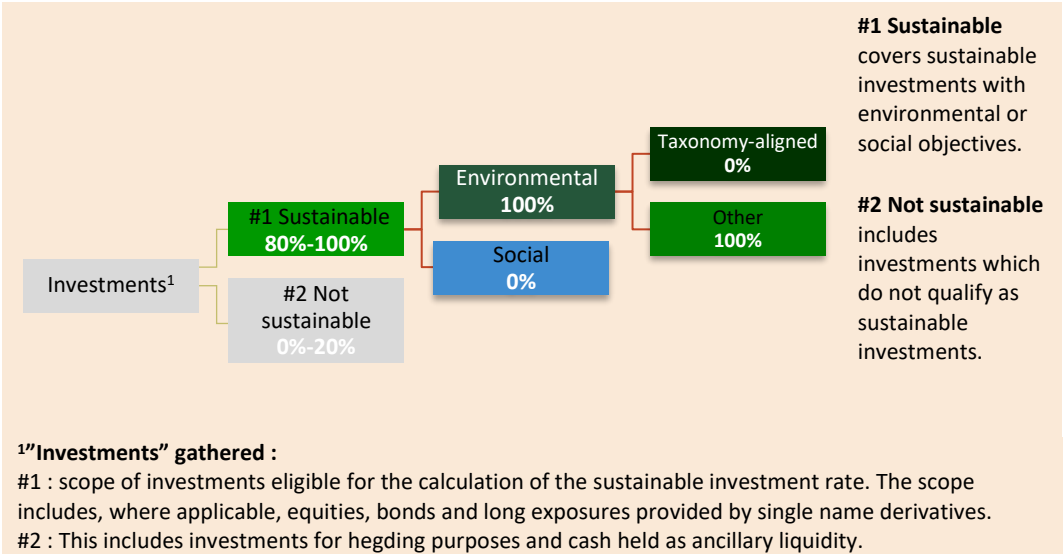 Investments¹
#1 Sustainable
80%-100%
#2 Not
sustainable
0%-20%
Environmental
100%
Social
0%
Taxonomy-aligned
0%
Other
100%
#1 Sustainable
covers sustainable
investments with
environmental or
social objectives.
#2 Not sustainable
includes
investments which
do not qualify as
sustainable
investments.
¹”Investments” gathered :
#1 : scope of investments eligible for the calculation of the sustainable investment rate. The scope
includes, where applicable, equities, bonds and long exposures provided by single name derivatives.
#2 : This includes investments for hegding purposes and cash held as ancillary liquidity.